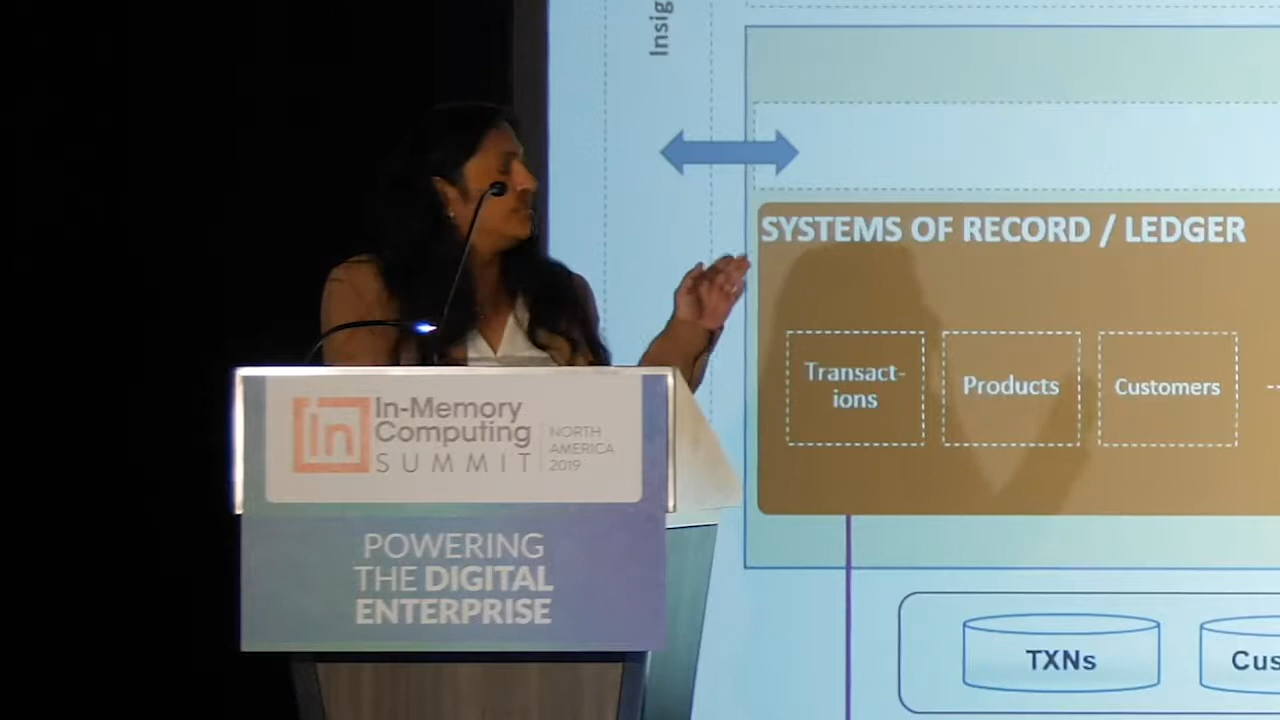 Insig
SYSTEMS OF RECORD / LEDGER
Transact-
ions
Products
Customers
TXNs
Cus
In
In-Memory
Computing
SUMMIT
NORTH
AMERICA
2019
POWERING
THE DIGITAL
ENTERPRISE